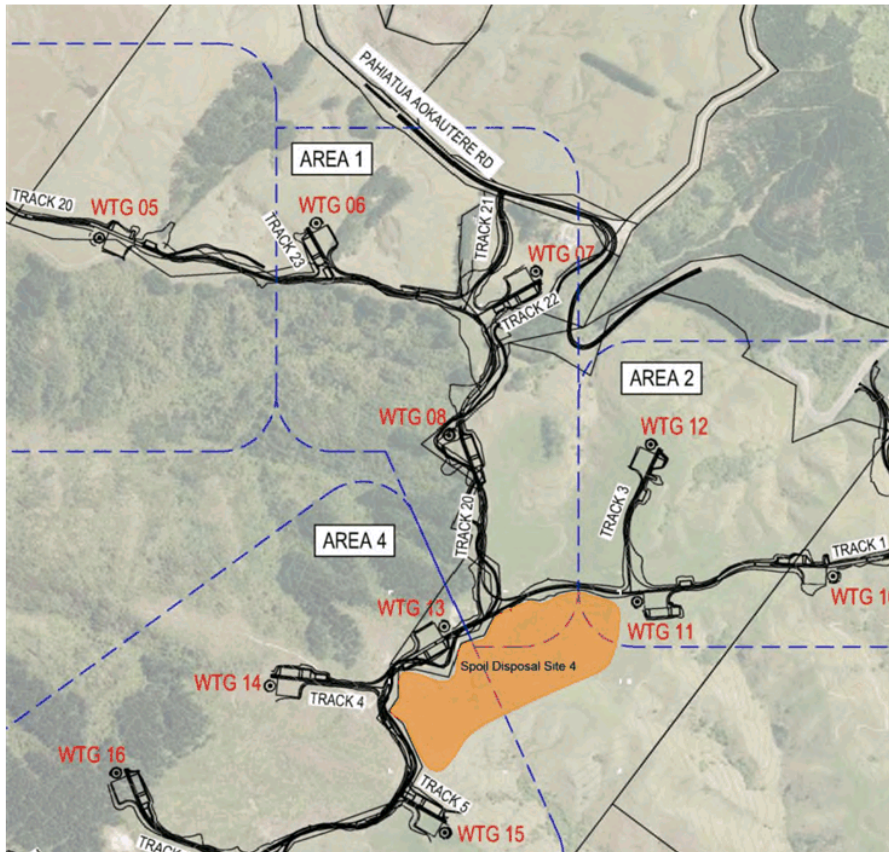 PAHIATUA AOKAUTERE RD
AREA 1
TRACK 20
WTG 05
WTG 06
TRACK 23
TRACK 21
WTG 07
TRACK 22
AREA 2
WTG 08
WTG 12
TRACK 3
TRACK 20
AREA 4
TRACK 1
WTG 13
WTG 11
Spoil Disposal Site 4
WTG 14
TRACK 4
WTG 16
TRACK 5
WTG 15
TRACK